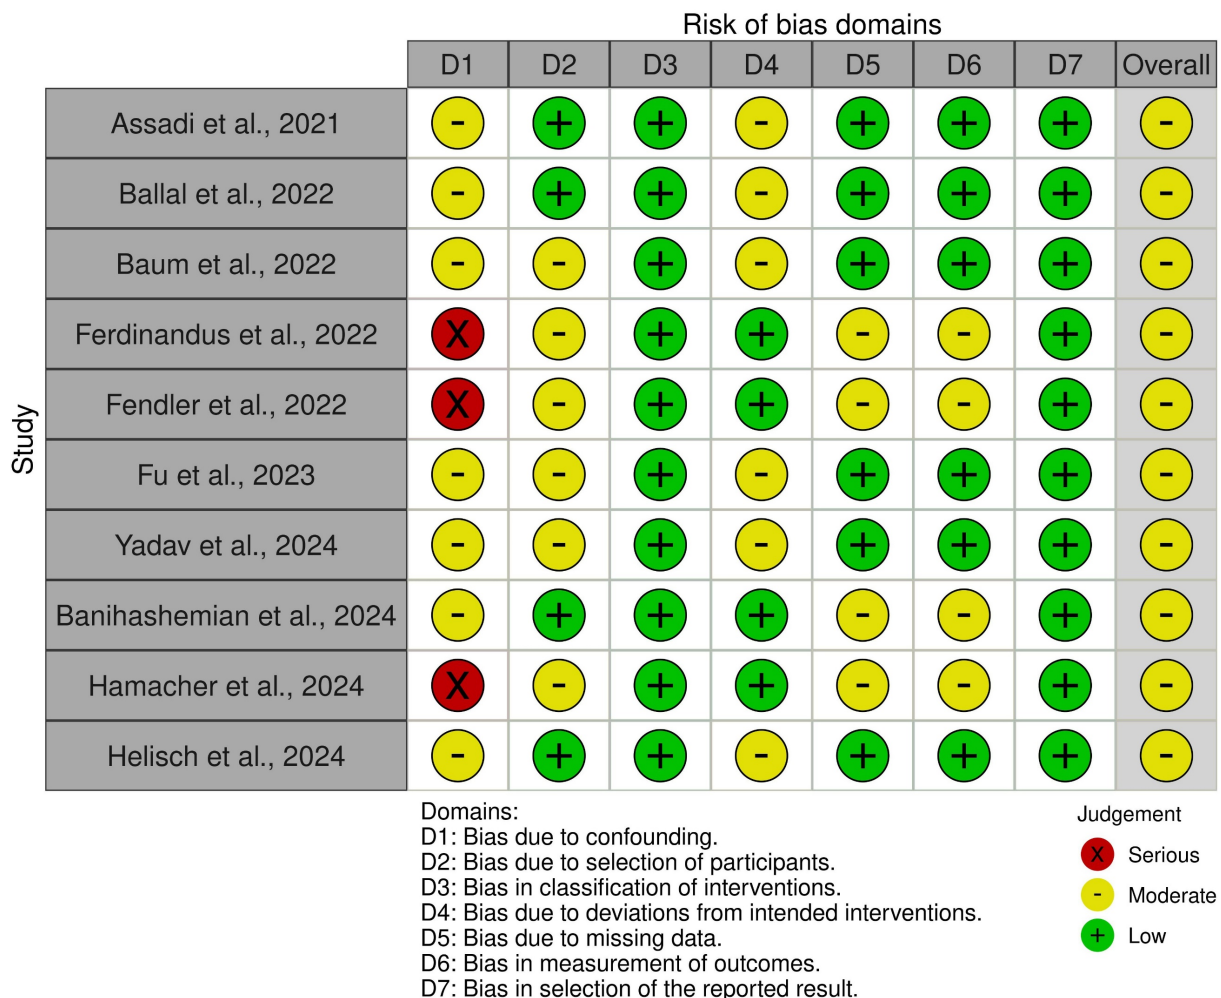 Risk of bias domains
D1 D2 D3 D4 D5 D6 D7 Overall
Study
Assadi et al., 2021 - + + - + + + -
Ballal et al., 2022 - + + - + + + -
Baum et al., 2022 - - + - + + + -
Ferdinandus et al., 2022 X - + + - - + -
Fendler et al., 2022 X - + + - - + -
Fu et al., 2023 - - + - + + + -
Yadav et al., 2024 - - + - + + + -
Banihashemian et al., 2024 - + + + - - + -
Hamacher et al., 2024 X - + + - - + -
Helisch et al., 2024 - + + - + + + -
Domains:
D1: Bias due to confounding.
D2: Bias due to selection of participants.
D3: Bias in classification of interventions.
D4: Bias due to deviations from intended interventions.
D5: Bias due to missing data.
D6: Bias in measurement of outcomes.
D7: Bias in selection of the reported result.
Judgement
X Serious
- Moderate
+ Low